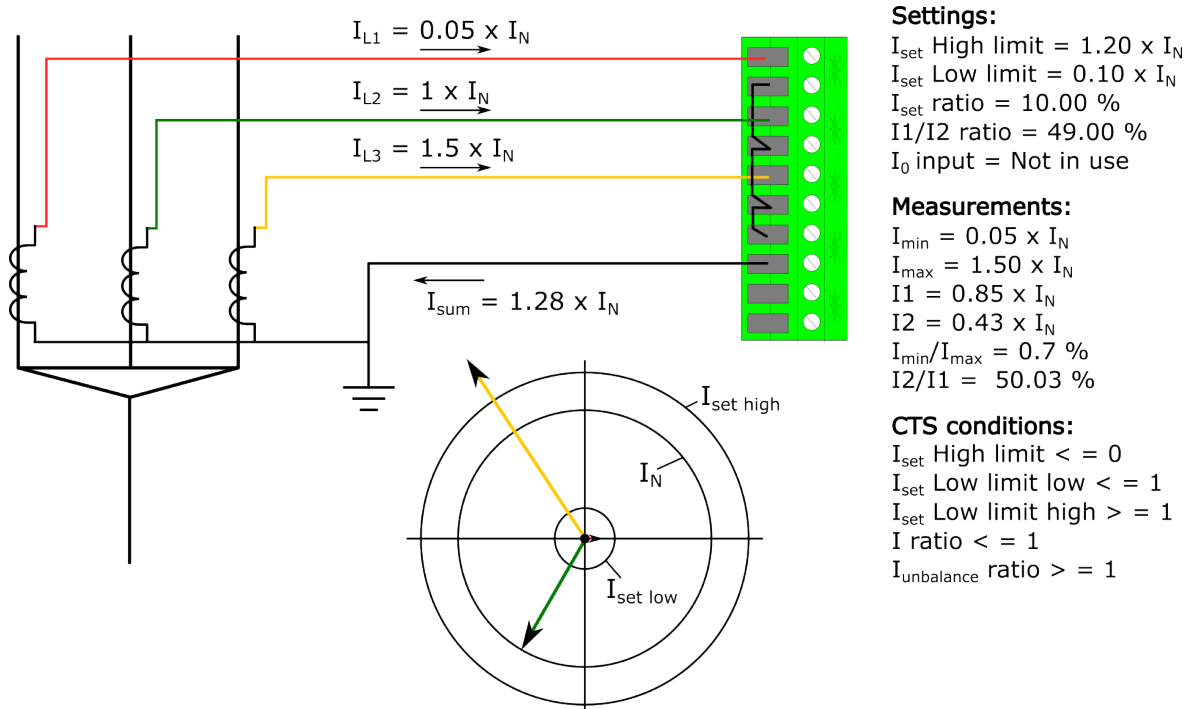 I_L1 = 0.05 x I_N
I_L2 = 1 x I_N
I_L3 = 1.5 x I_N
I_sum = 1.28 x I_N
I_set high
I_N
I_set low
Settings:
I_set High limit = 1.20 x I_N
I_set Low limit = 0.10 x I_N
I_set ratio = 10.00 %
I1/I2 ratio = 49.00 %
I_0 input = Not in use
Measurements:
I_min = 0.05 x I_N
I_max = 1.50 x I_N
I1 = 0.85 x I_N
I2 = 0.43 x I_N
I_min/I_max = 0.7 %
I2/I1 = 50.03 %
CTS conditions:
I_set High limit < = 0
I_set Low limit low < = 1
I_set Low limit high > = 1
I ratio < = 1
I_unbalance ratio > = 1